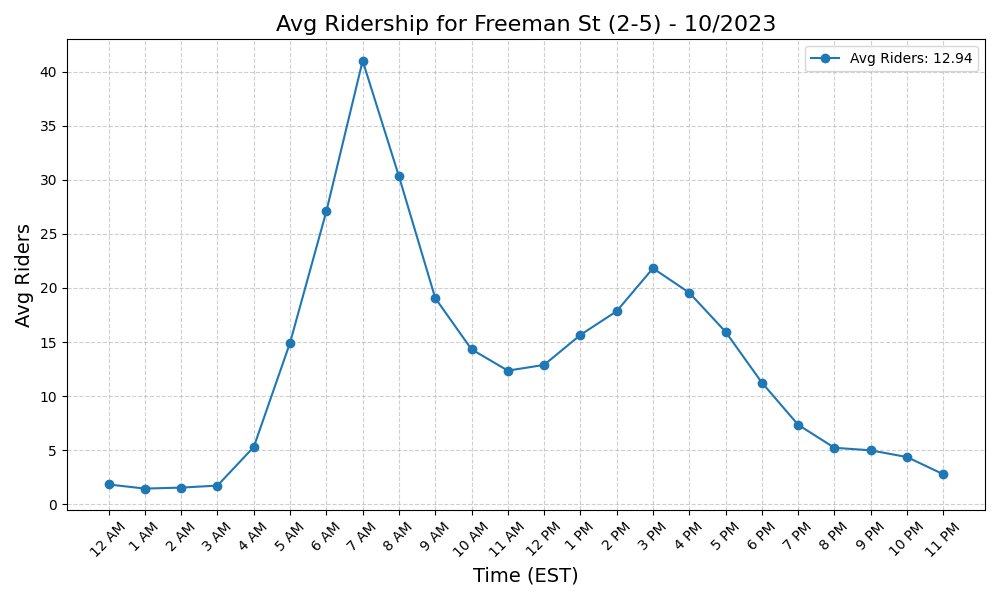 Avg Ridership for Freeman St (2-5) - 10/2023
Avg Riders: 12.94
Avg Riders
40
35
30
25
20
15
10
5
0
12 AM
1 AM
2 AM
3 AM
4 AM
5 AM
6 AM
7 AM
8 AM
9 AM
10 AM
11 AM
12 PM
1 PM
2 PM
3 PM
4 PM
5 PM
6 PM
7 PM
8 PM
9 PM
10 PM
11 PM
Time (EST)